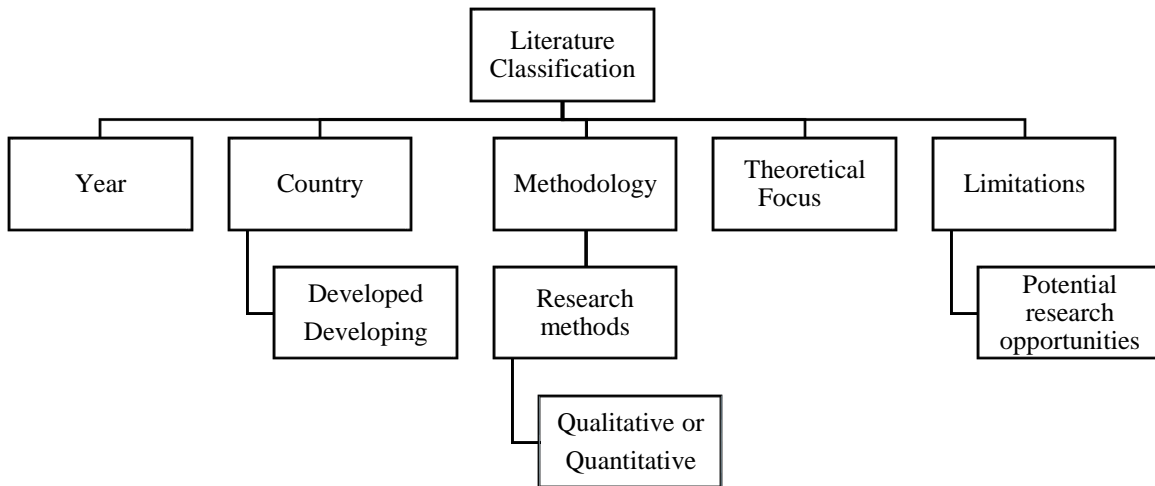 Literature
Classification
Year
Country
Methodology
Theoretical
Focus
Limitations
Developed
Developing
Research
methods
Potential
research
opportunities
Qualitative or
Quantitative